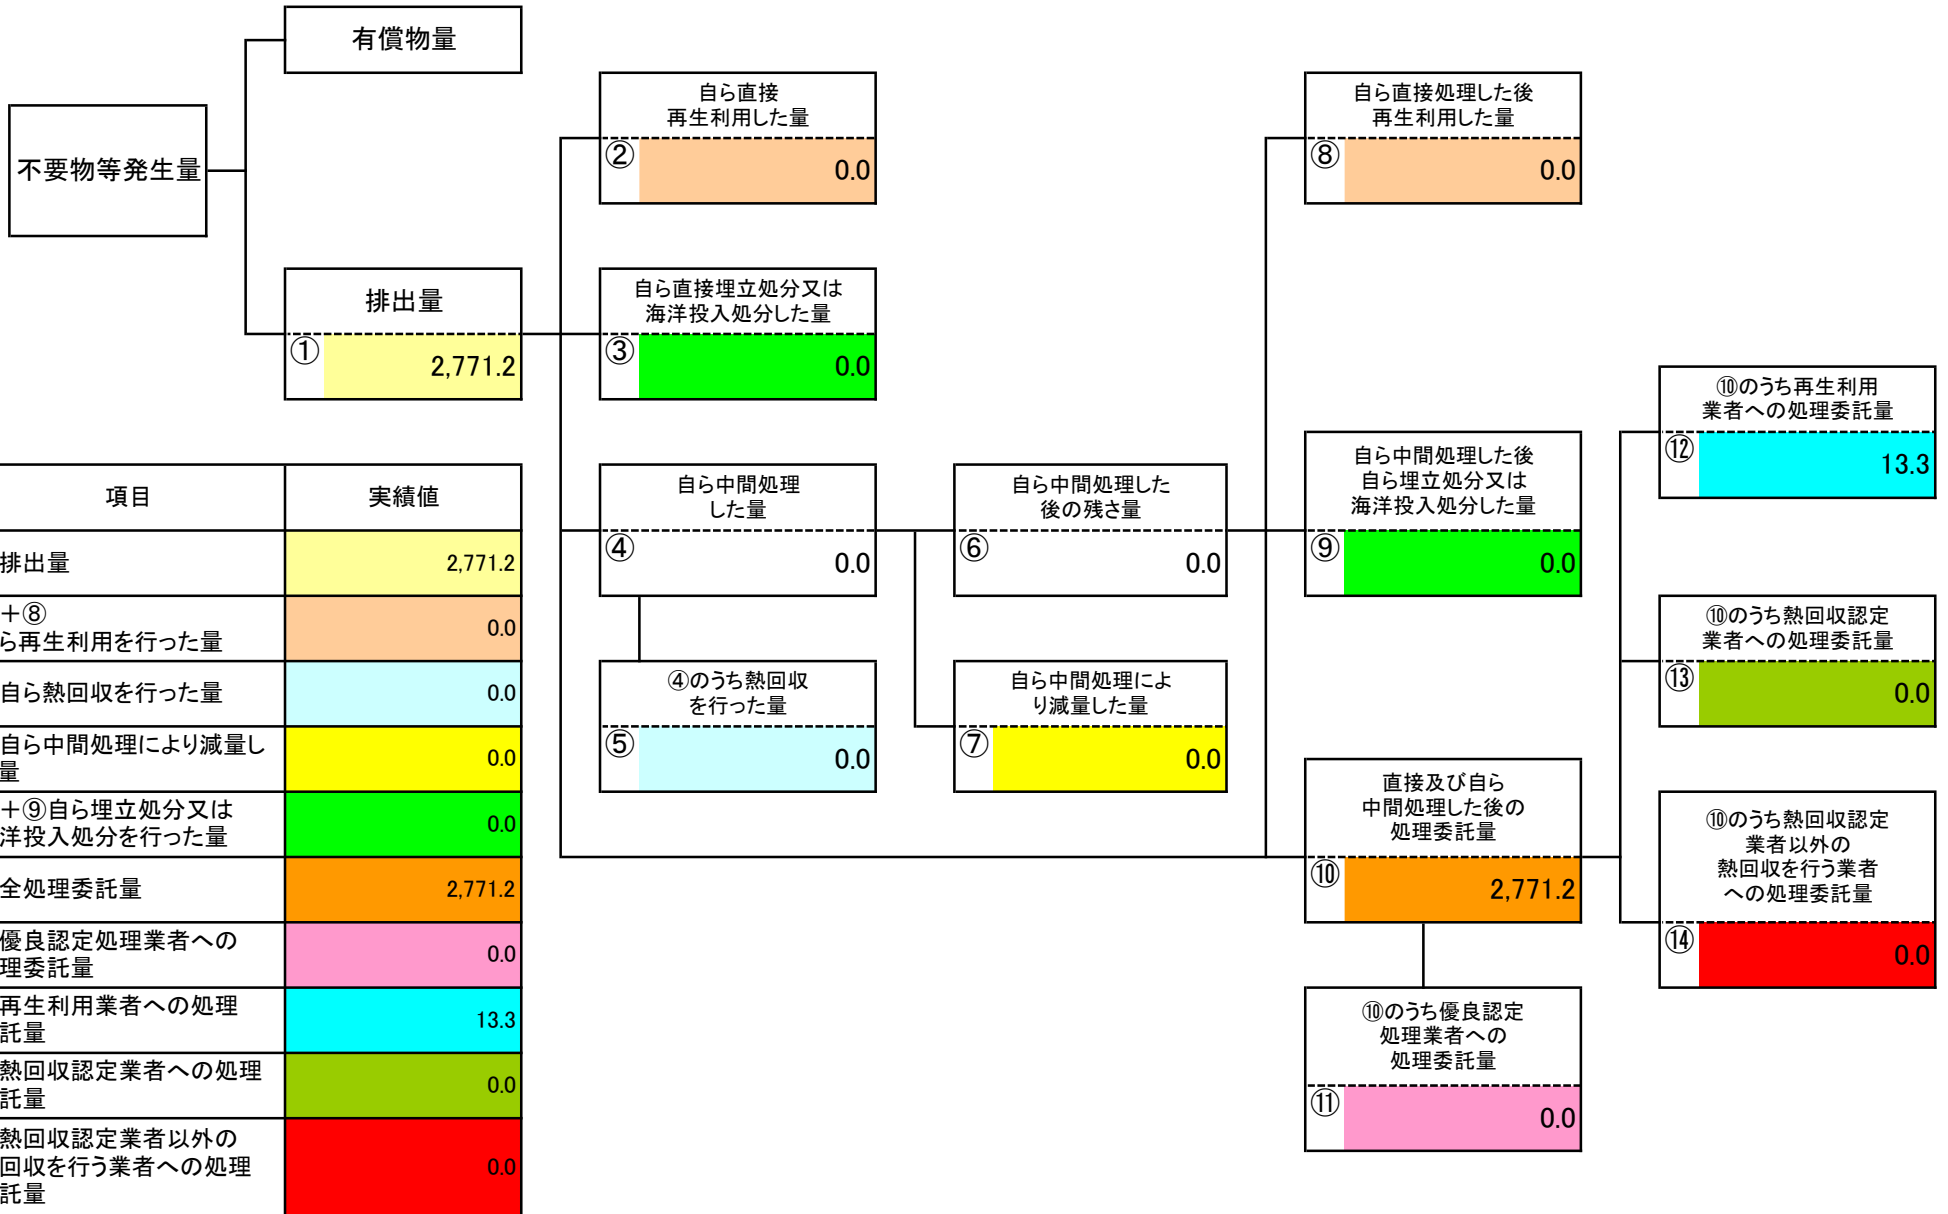 有償物量
不要物等発生量
排出量
①
2,771.2
自ら直接
再生利用した量
②
0.0
自ら直接埋立処分又は
海洋投入処分した量
③
0.0
自ら中間処理
した量
④
0.0
④のうち熱回収
を行った量
⑤
0.0
自ら中間処理した
後の残さ量
⑥
0.0
自ら中間処理によ
り減量した量
⑦
0.0
自ら直接処理した後
再生利用した量
⑧
0.0
自ら中間処理した後
自ら埋立処分又は
海洋投入処分した量
⑨
0.0
直接及び自ら
中間処理した後の
処理委託量
⑩
2,771.2
⑩のうち優良認定
処理業者への
処理委託量
⑪
0.0
⑩のうち再生利用
業者への処理委託量
⑫
13.3
⑩のうち熱回収認定
業者への処理委託量
⑬
0.0
⑩のうち熱回収認定
業者以外の
熱回収を行う業者
への処理委託量
⑭
0.0
項目
実績値
排出量
2,771.2
+⑧
ら再生利用を行った量
0.0
自ら熱回収を行った量
0.0
自ら中間処理により減量し
量
0.0
+⑨自ら埋立処分又は
洋投入処分を行った量
0.0
全処理委託量
2,771.2
優良認定処理業者への
理委託量
0.0
再生利用業者への処理
託量
13.3
熱回収認定業者への処理
託量
0.0
熱回収認定業者以外の
回収を行う業者への処理
託量
0.0